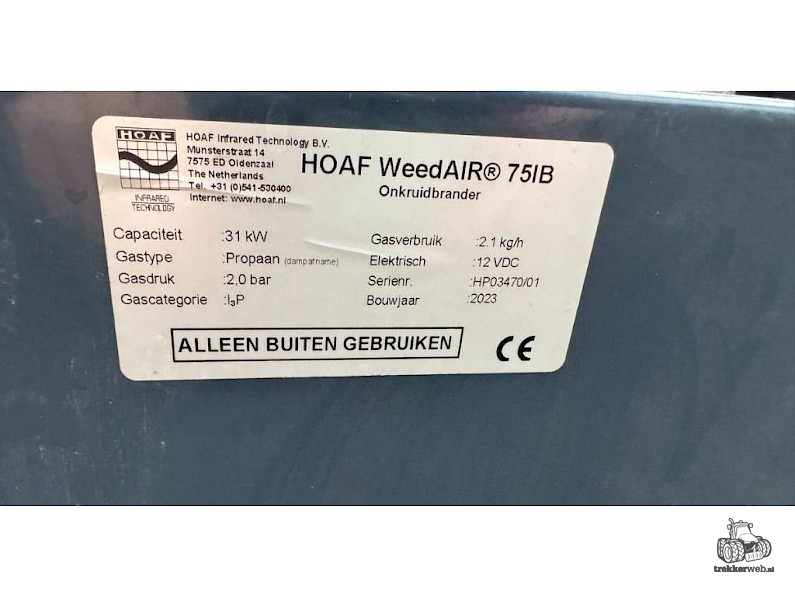 HOAF
INFRARED
TECHNOLOGY
HOAF Infrared Technology B.V.
Munsterstraat 14
7575 ED Oldenzaal
The Netherlands
Tel. +31 (0)541-530400
Internet: www.hoaf.nl
HOAF WeedAIR® 75IB
Onkruidbrander
Capaciteit :31 kW
Gastype :Propaan (dampafname)
Gasdruk :2,0 bar
Gascategorie :I₃P
Gasverbruik :2.1 kg/h
Elektrisch :12 VDC
Serienr. :HP03470/01
Bouwjaar :2023
ALLEEN BUITEN GEBRUIKEN
CE
trekkerweb.nl